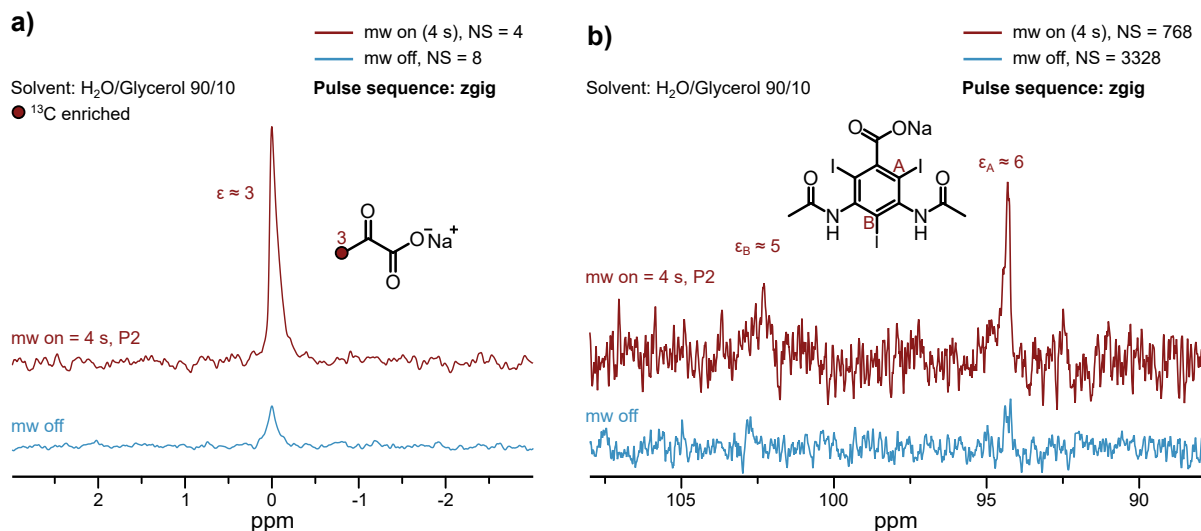 a)
mw on (4 s), NS = 4
mw off, NS = 8
Solvent: H₂O/Glycerol 90/10
Pulse sequence: zgig
¹³C enriched
ε ≈ 3
O
3
O⁻Na⁺
O
mw on = 4 s, P2
mw off
2 1 0 -1 -2
ppm
b)
mw on (4 s), NS = 768
mw off, NS = 3328
Solvent: H₂O/Glycerol 90/10
Pulse sequence: zgig
O
ONa
I
A
I
εA ≈ 6
O
O
N
H
B
N
H
I
εB ≈ 5
mw on = 4 s, P2
mw off
105 100 95 90
ppm